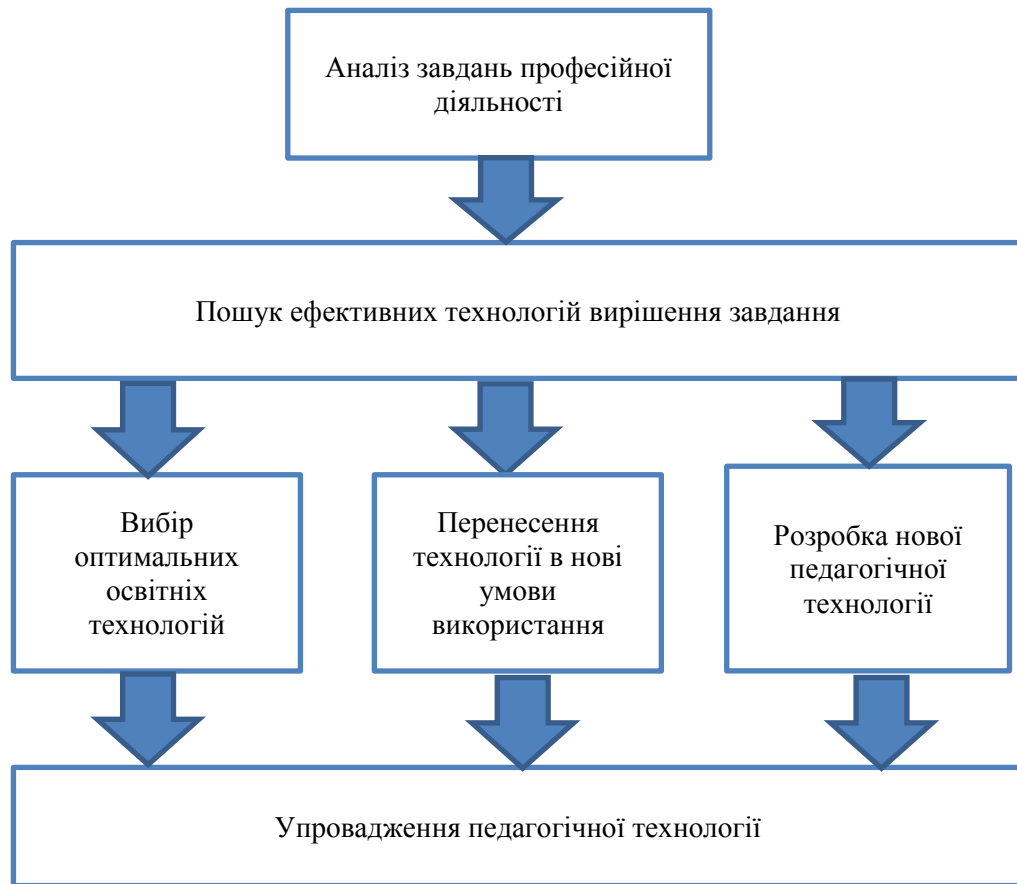 Аналіз завдань професійної
діяльності
Пошук ефективних технологій вирішення завдання
Вибір
оптимальних
освітніх
технологій
Перенесення
технології в нові
умови
використання
Розробка нової
педагогічної
технології
Упровадження педагогічної технології